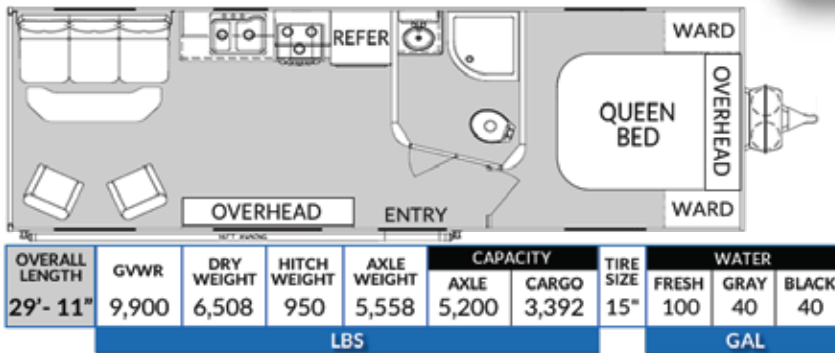 REFER
WARD
QUEEN
BED
OVERHEAD
WARD
OVERHEAD
ENTRY
OVERALL
LENGTH
29'- 11"
GVWR
9,900
DRY
WEIGHT
6,508
HITCH
WEIGHT
950
AXLE
WEIGHT
5,558
CAPACITY
AXLE
5,200
CARGO
3,392
TIRE
SIZE
15"
WATER
FRESH
100
GRAY
40
BLACK
40
LBS
GAL